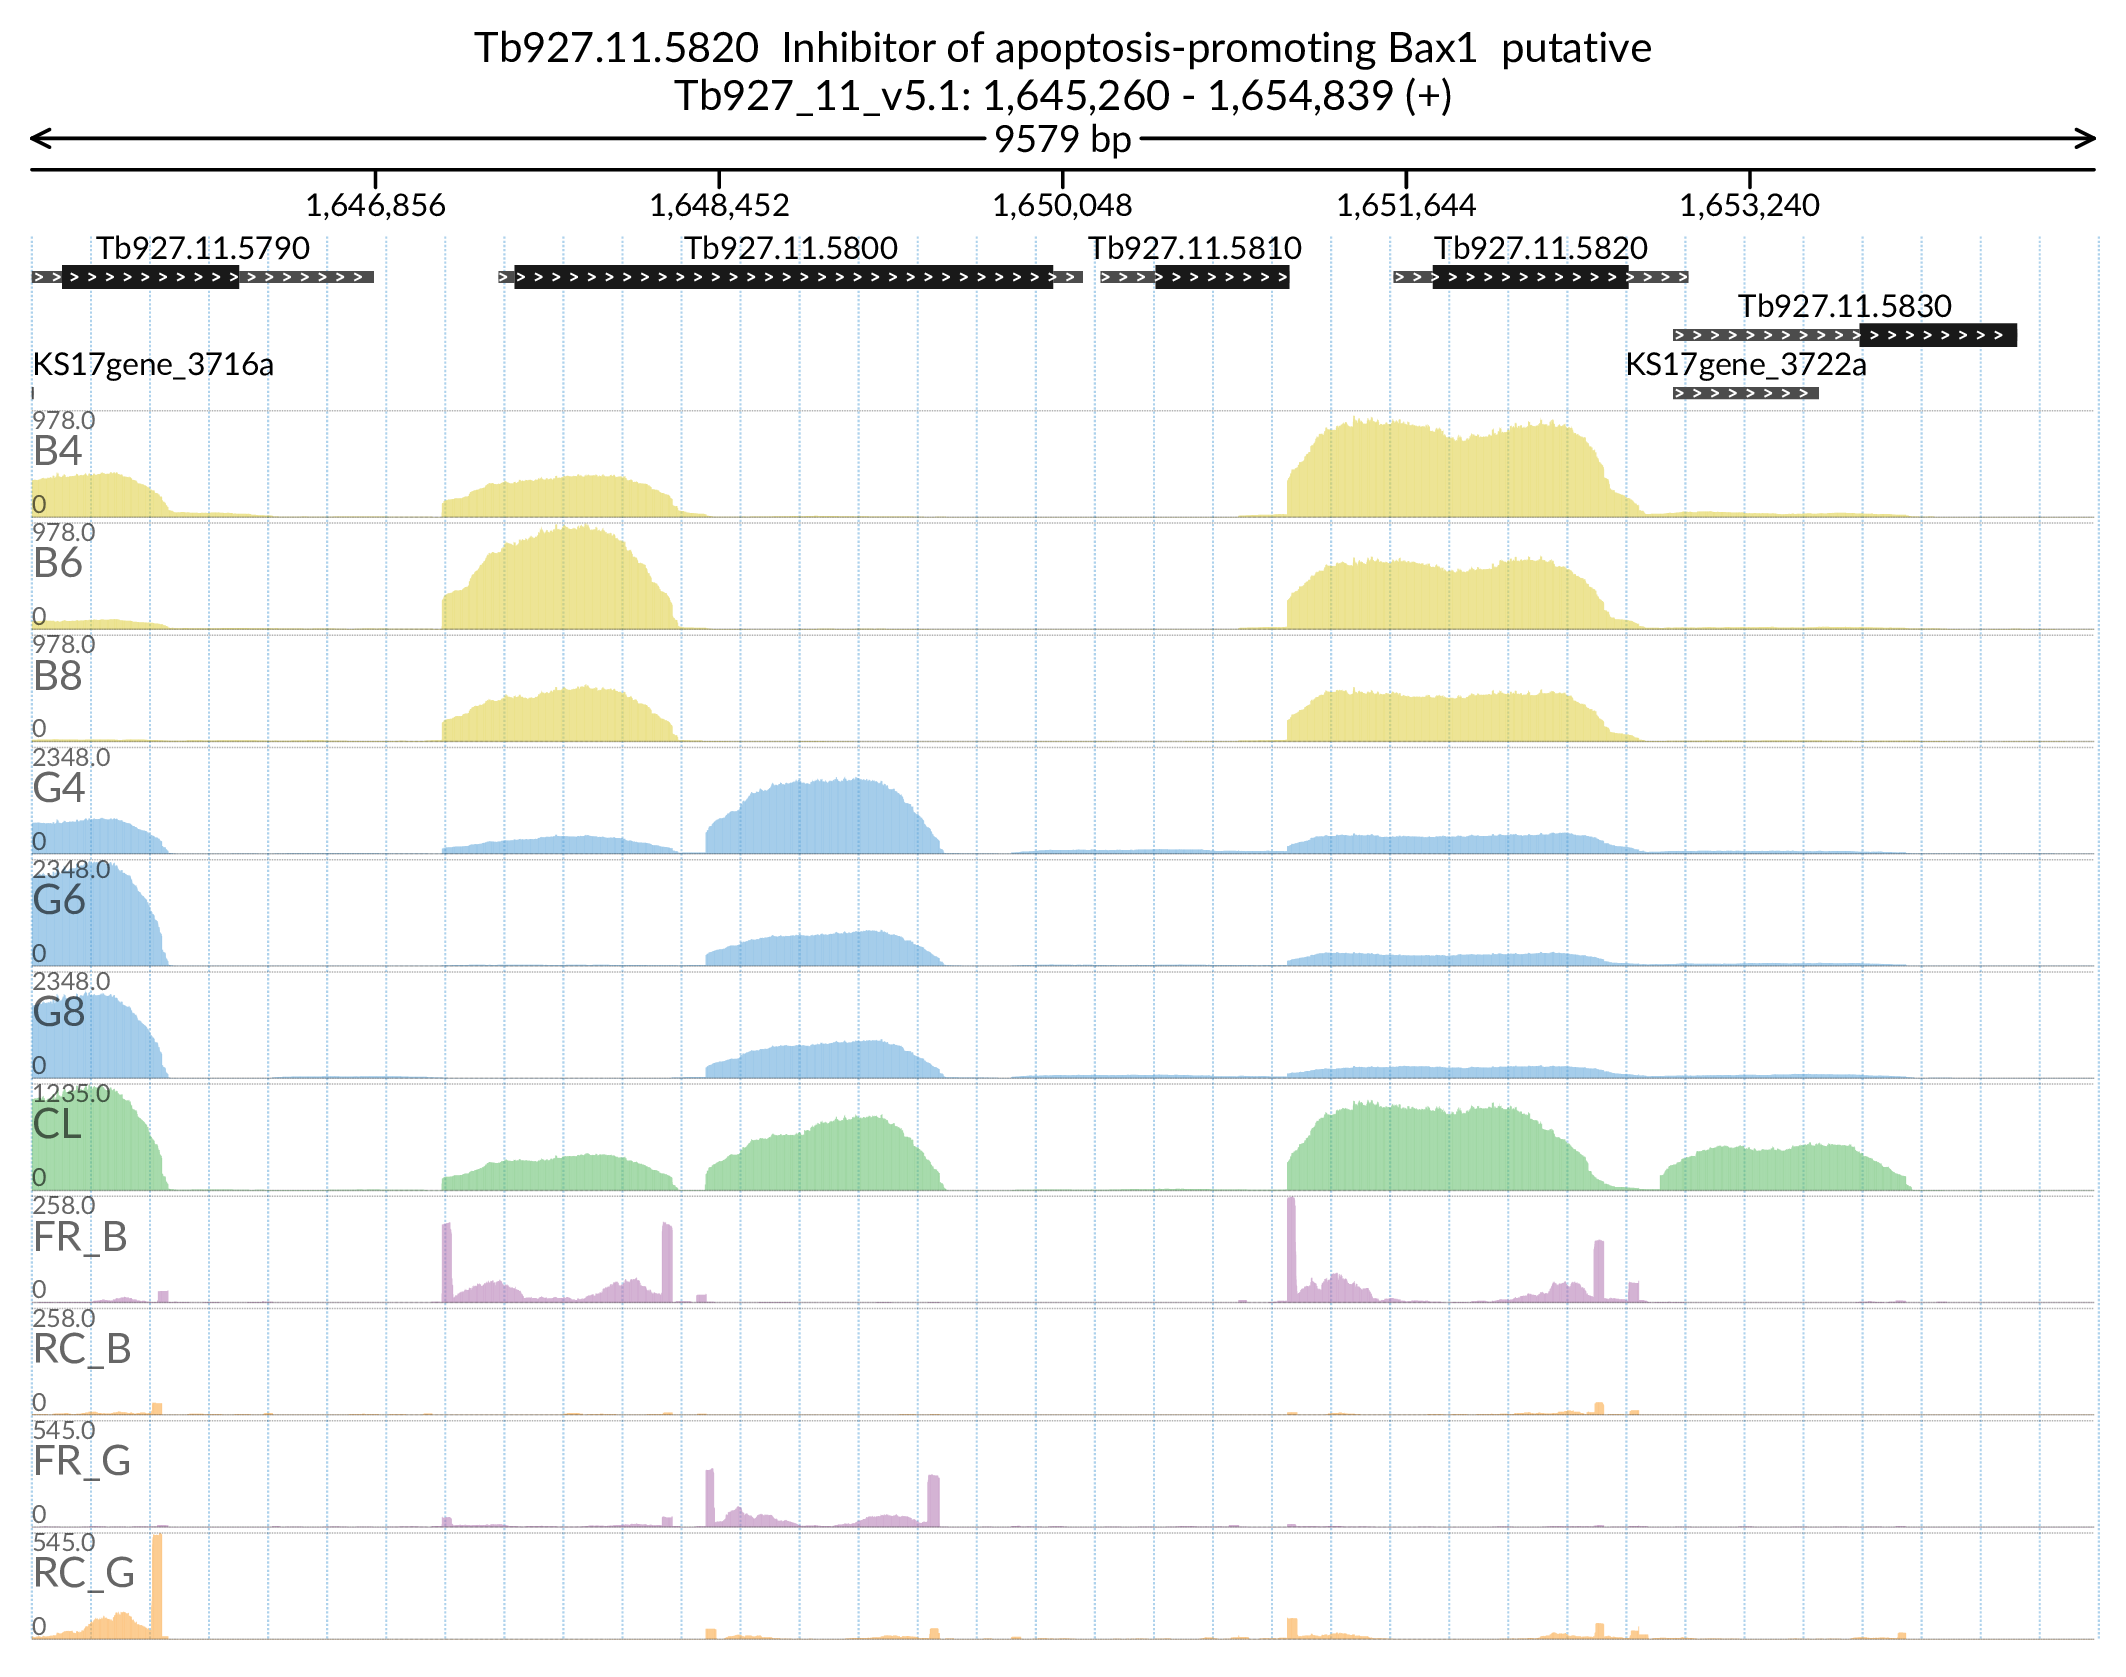 Tb927.11.5820 Inhibitor of apoptosis-promoting Bax1 putative
Tb927_11_v5.1: 1,645,260 - 1,654,839 (+)
9579 bp
1,646,856 1,648,452 1,650,048 1,651,644 1,653,240
Tb927.11.5790 Tb927.11.5800 Tb927.11.5810 Tb927.11.5820
Tb927.11.5830
KS17gene_3716a KS17gene_3722a
978.0
B4
0
978.0
B6
0
978.0
B8
0
2348.0
G4
0
2348.0
G6
0
2348.0
G8
0
1235.0
CL
0
258.0
FR_B
0
258.0
RC_B
0
545.0
FR_G
0
545.0
RC_G
0